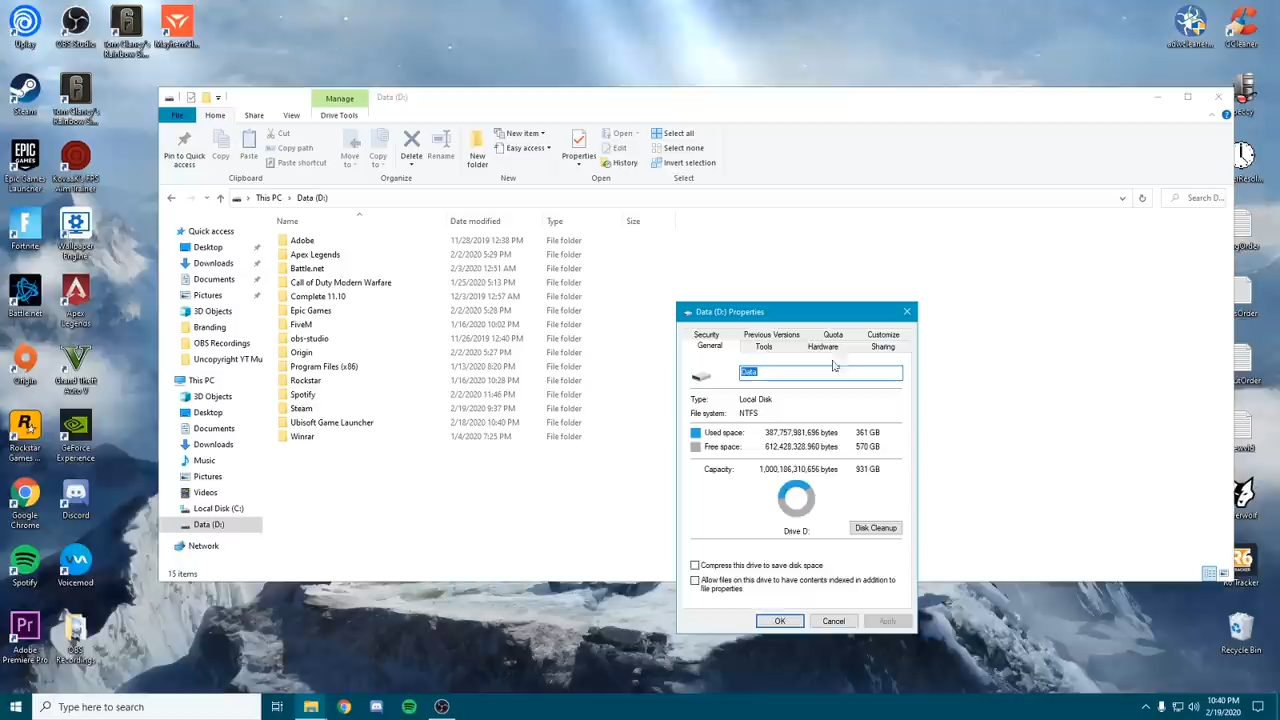 Uplay
OBS Studio
Tom Clancy's
Rainbow S...
MayhemCl...
adwcleaner...
CCleaner
Steam
Tom Clancy's
Rainbow S...
Epic Games
Launcher
KovaaK's FPS
Aim Trainer
Fortnite
Wallpaper
Engine
Battle.net
Apex
Legends
Origin
Grand Theft
Auto V
Rockstar
Games ...
GeForce
Experience
Google
Chrome
Discord
Spotify
Voicemod
Adobe
Premiere Pro
OBS
Recordings
Recycle Bin
Manage
Data (D:)
File
Home
Share
View
Drive Tools
Pin to Quick
access
Copy
Paste
Cut
Copy path
Paste shortcut
Clipboard
Move
to
Copy
to
Delete
Rename
Organize
New
folder
New item
Easy access
New
Properties
Open
Edit
History
Open
Select all
Select none
Invert selection
Select
This PC > Data (D:)
Search D...
Name
Date modified
Type
Size
Adobe 11/28/2019 12:38 PM File folder
Apex Legends 2/2/2020 5:29 PM File folder
Battle.net 2/3/2020 12:51 AM File folder
Call of Duty Modern Warfare 1/25/2020 5:13 PM File folder
Complete 11.10 12/3/2019 12:57 AM File folder
Epic Games 2/2/2020 5:28 PM File folder
FiveM 1/16/2020 10:02 PM File folder
obs-studio 11/26/2019 12:40 PM File folder
Origin 2/2/2020 5:27 PM File folder
Program Files (x86) 1/13/2020 8:20 PM File folder
Rockstar 1/16/2020 10:28 PM File folder
Spotify 2/2/2020 11:46 PM File folder
Steam 2/19/2020 9:37 PM File folder
Ubisoft Game Launcher 2/18/2020 10:40 PM File folder
Winrar 1/4/2020 7:25 PM File folder
Quick access
Desktop
Downloads
Documents
Pictures
3D Objects
Branding
OBS Recordings
Uncopyright YT Mu
This PC
3D Objects
Desktop
Documents
Downloads
Music
Pictures
Videos
Local Disk (C:)
Data (D:)
Network
15 items
Data (D:) Properties
Security
Previous Versions
Quota
Customize
General
Tools
Hardware
Sharing
Data
Type: Local Disk
File system: NTFS
Used space: 387,757,981,696 bytes 361 GB
Free space: 612,428,328,960 bytes 570 GB
Capacity: 1,000,186,310,656 bytes 931 GB
Drive D:
Disk Cleanup
Compress this drive to save disk space
Allow files on this drive to have contents indexed in addition to
file properties
OK
Cancel
Apply
Type here to search
10:40 PM
2/19/2020